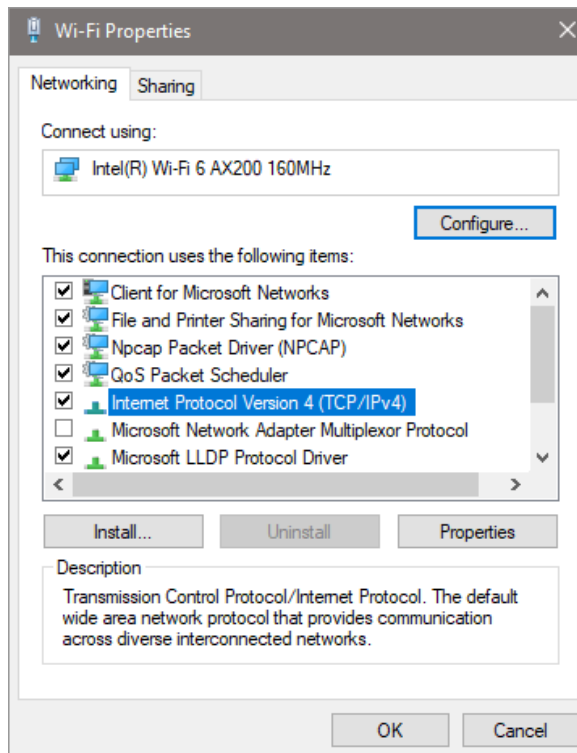 Wi-Fi Properties
Networking
Sharing
Connect using:
Intel(R) Wi-Fi 6 AX200 160MHz
Configure...
This connection uses the following items:
Client for Microsoft Networks
File and Printer Sharing for Microsoft Networks
Npcap Packet Driver (NPCAP)
QoS Packet Scheduler
Internet Protocol Version 4 (TCP/IPv4)
Microsoft Network Adapter Multiplexor Protocol
Microsoft LLDP Protocol Driver
Install...
Uninstall
Properties
Description
Transmission Control Protocol/Internet Protocol. The default
wide area network protocol that provides communication
across diverse interconnected networks.
OK
Cancel